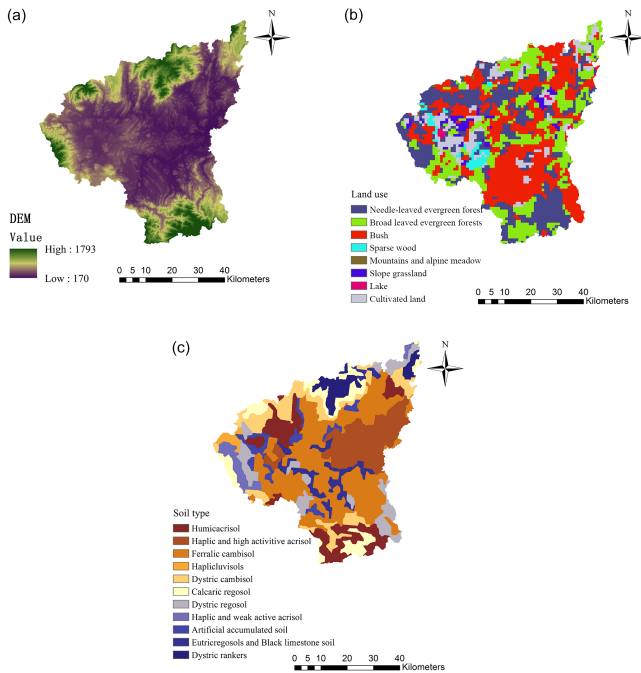 (a)
N
DEM
Value
High : 1793
Low : 170
0 5 10 20 30 40
Kilometers
(b)
N
Land use
Needle-leaved evergreen forest
Broad leaved evergreen forests
Bush
Sparse wood
Mountains and alpine meadow
Slope grassland
Lake
Cultivated land
0 5 10 20 30 40
Kilometers
(c)
N
Soil type
Humicacrisol
Haplic and high activitive acrisol
Ferralic cambisol
Haplicluvisols
Dystric cambisol
Calcaric regosol
Dystric regosol
Haplic and weak active acrisol
Artificial accumulated soil
Eutricregosols and Black limestone soil
Dystric rankers
0 5 10 20 30 40
Kilometers